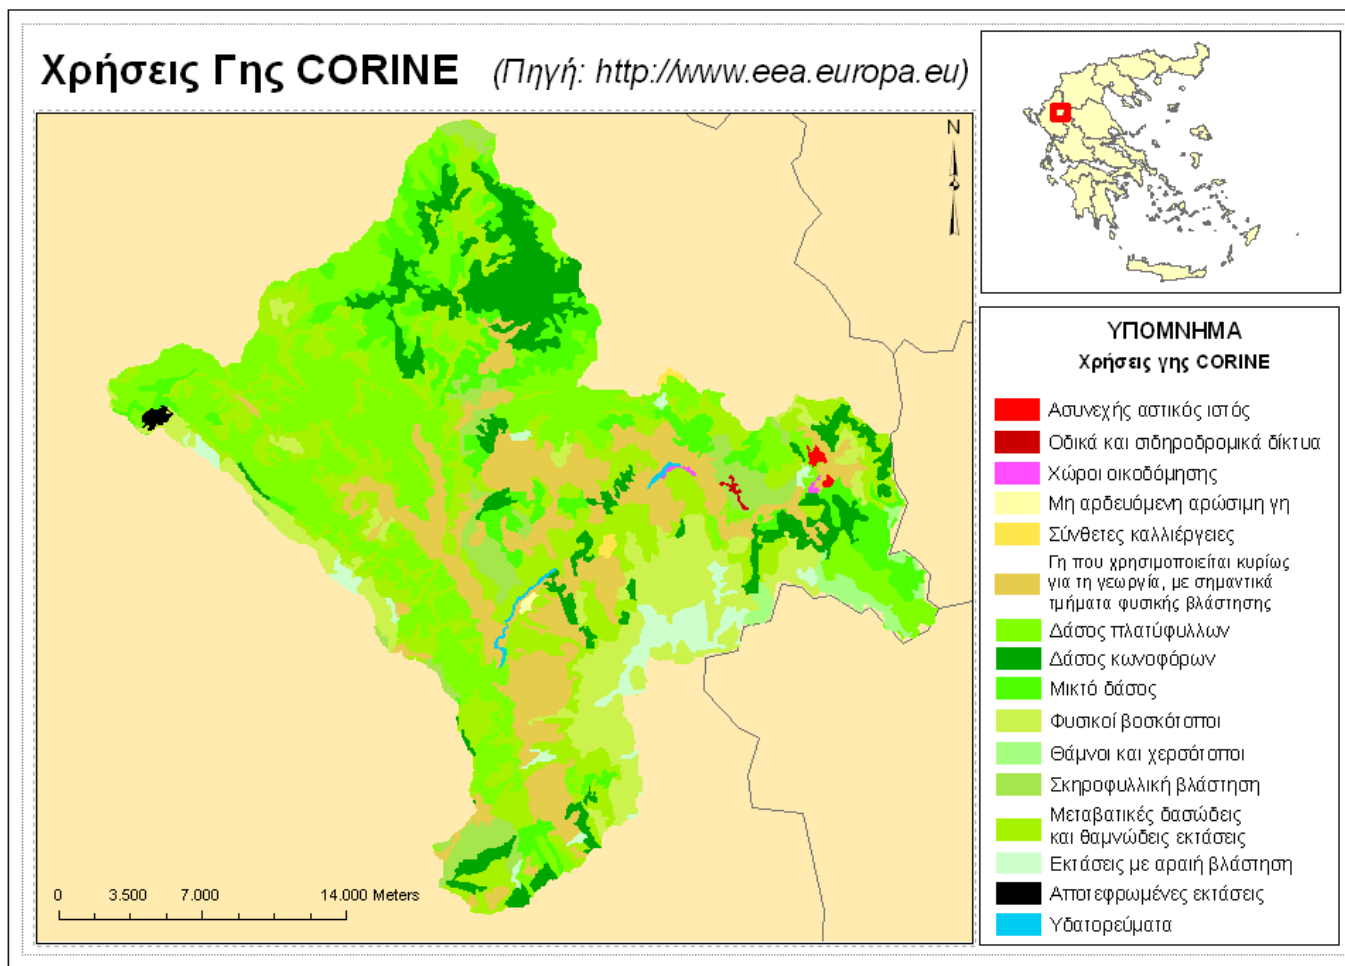 Χρήσεις Γης CORINE (Πηγή: http://www.eea.europa.eu)
N
0 3.500 7.000 14.000 Meters
ΥΠΟΜΝΗΜΑ
Χρήσεις γης CORINE
Ασυνεχής αστικός ιστός
Οδικά και σιδηροδρομικά δίκτυα
Χώροι οικοδόμησης
Μη αρδευόμενη αρώσιμη γη
Σύνθετες καλλιέργειες
Γη που χρησιμοποιείται κυρίως
για τη γεωργία, με σημαντικά
τμήματα φυσικής βλάστησης
Δάσος πλατύφυλλων
Δάσος κωνοφόρων
Μικτό δάσος
Φυσικοί βοσκότοποι
Θάμνοι και χερσότοποι
Σκηροφυλλική βλάστηση
Μεταβατικές δασώδεις
και θαμνώδεις εκτάσεις
Εκτάσεις με αραιή βλάστηση
Αποτεφρωμένες εκτάσεις
Υδατορεύματα